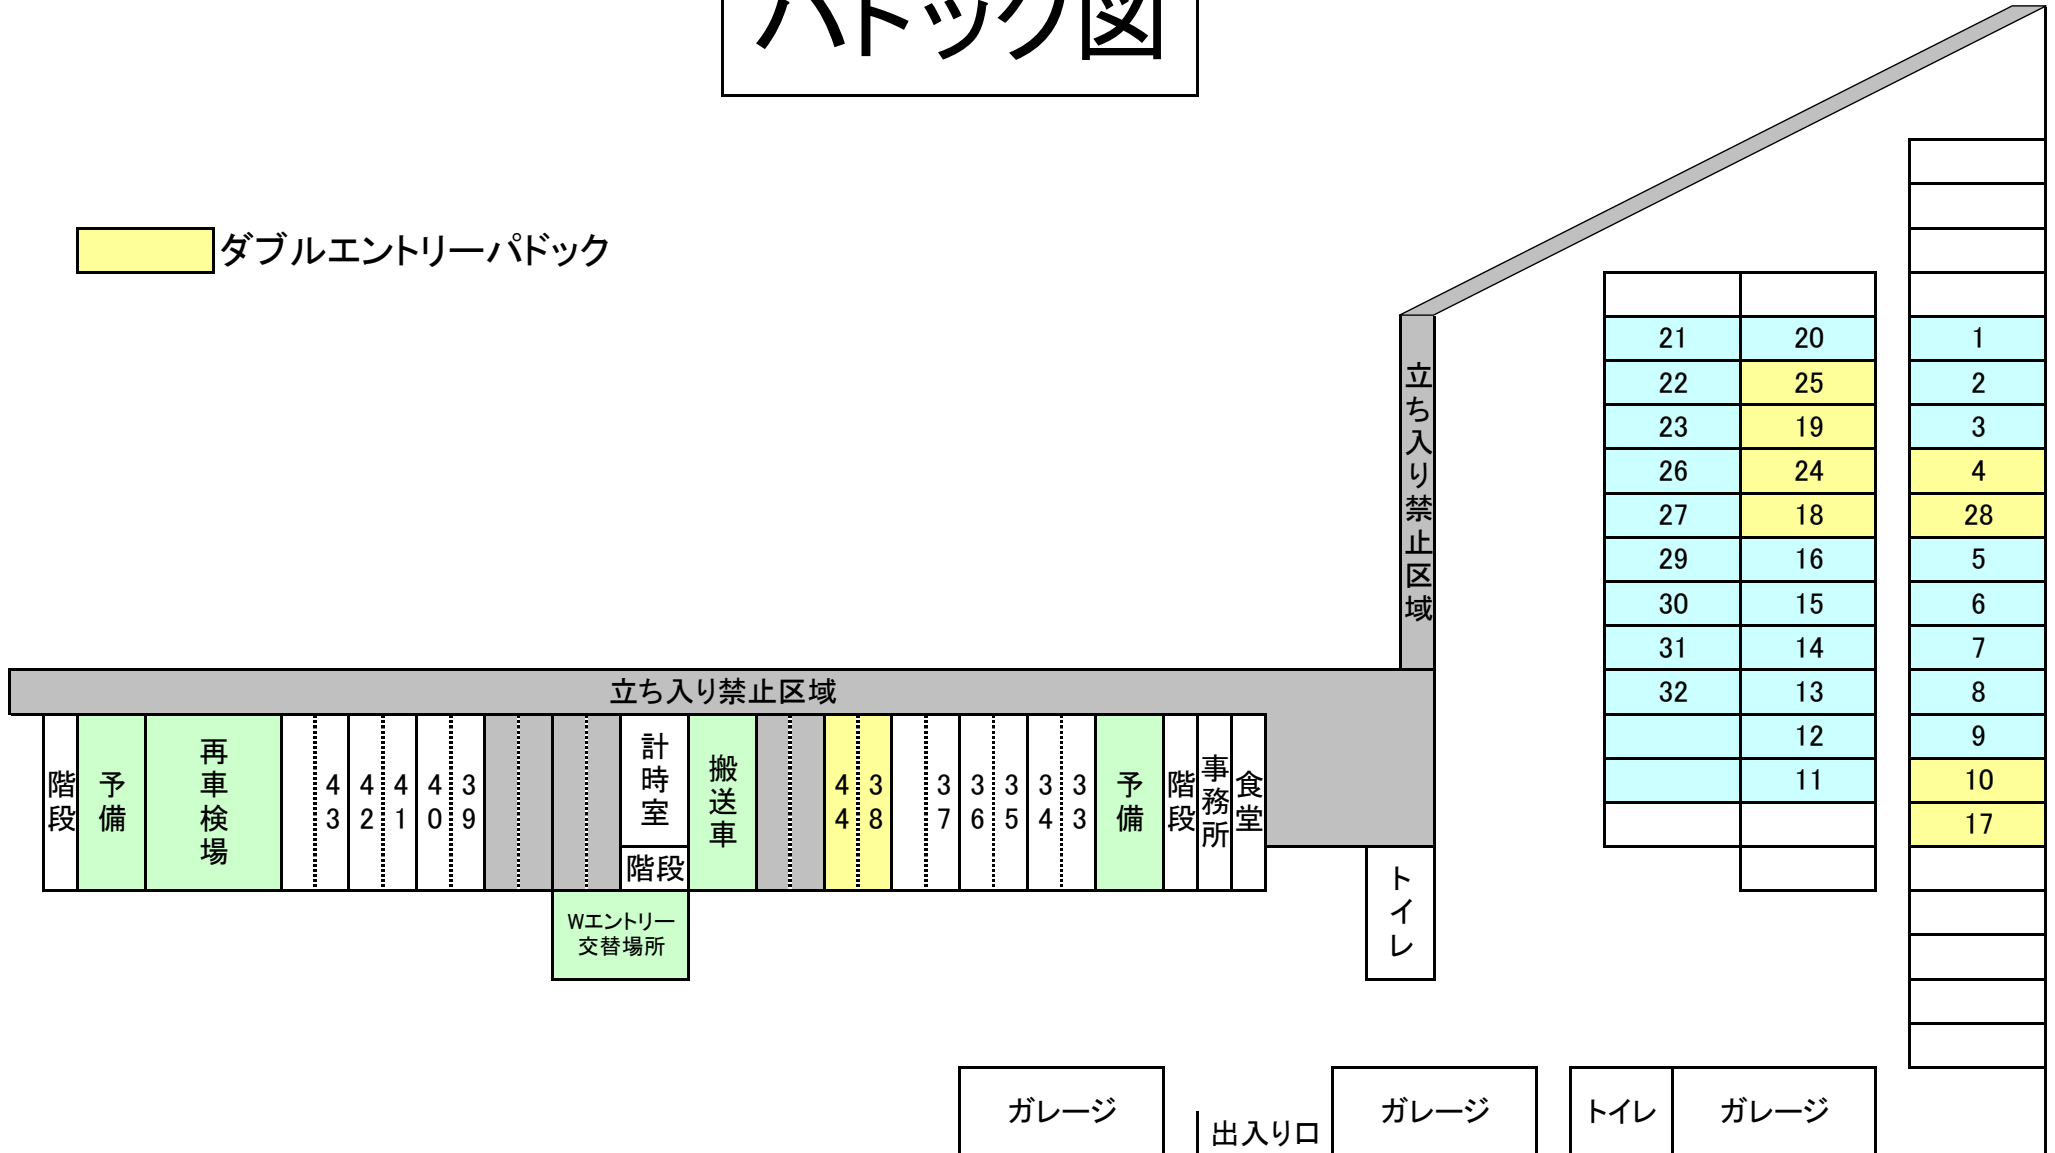 パドック図
ダブルエントリーパドック
立ち入り禁止区域
21 20 1
22 25 2
23 19 3
26 24 4
27 18 28
29 16 5
30 15 6
31 14 7
32 13 8
12 9
11 10
17
立ち入り禁止区域
階段
予備
再車検場
43
42
41
40
39
計時室
階段
搬送車
44
38
37
36
35
34
33
予備
階段
事務所
食堂
Wエントリー
交替場所
トイレ
ガレージ
出入り口
ガレージ
トイレ
ガレージ